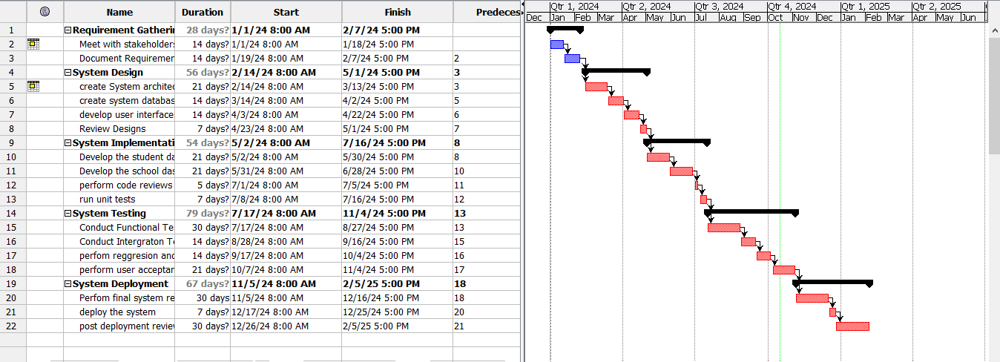 Name Duration Start Finish Predeces
Qtr 1, 2024 Qtr 2, 2024 Qtr 3, 2024 Qtr 4, 2024 Qtr 1, 2025 Qtr 2, 2025
Dec Jan Feb Mar Apr May Jun Jul Aug Sep Oct Nov Dec Jan Feb Mar Apr May Jun
1 Requirement Gatherin 28 days? 1/1/24 8:00 AM 2/7/24 5:00 PM
2 Meet with stakeholders 14 days? 1/1/24 8:00 AM 1/18/24 5:00 PM
3 Document Requiremen 14 days? 1/19/24 8:00 AM 2/7/24 5:00 PM 2
4 System Design 56 days? 2/14/24 8:00 AM 5/1/24 5:00 PM 3
5 create System architec 21 days? 2/14/24 8:00 AM 3/13/24 5:00 PM 3
6 create system databas 14 days? 3/14/24 8:00 AM 4/2/24 5:00 PM 5
7 develop user interface 14 days? 4/3/24 8:00 AM 4/22/24 5:00 PM 6
8 Review Designs 7 days? 4/23/24 8:00 AM 5/1/24 5:00 PM 7
9 System Implementati 54 days? 5/2/24 8:00 AM 7/16/24 5:00 PM 8
10 Develop the student da 21 days? 5/2/24 8:00 AM 5/30/24 5:00 PM 8
11 Develop the school das 21 days? 5/31/24 8:00 AM 6/28/24 5:00 PM 10
12 perform code reviews 5 days? 7/1/24 8:00 AM 7/5/24 5:00 PM 11
13 run unit tests 7 days? 7/8/24 8:00 AM 7/16/24 5:00 PM 12
14 System Testing 79 days? 7/17/24 8:00 AM 11/4/24 5:00 PM 13
15 Conduct Functional Te 30 days 7/17/24 8:00 AM 8/27/24 5:00 PM 13
16 Conduct Intergraton Te 14 days? 8/28/24 8:00 AM 9/16/24 5:00 PM 15
17 perfom reggresion and 14 days? 9/17/24 8:00 AM 10/4/24 5:00 PM 16
18 perform user acceptan 21 days? 10/7/24 8:00 AM 11/4/24 5:00 PM 17
19 System Deployment 67 days? 11/5/24 8:00 AM 2/5/25 5:00 PM 18
20 Perfom final system re 30 days 11/5/24 8:00 AM 12/16/24 5:00 PM 18
21 deploy the system 7 days? 12/17/24 8:00 AM 12/25/24 5:00 PM 20
22 post deployment review 30 days? 12/26/24 8:00 AM 2/5/25 5:00 PM 21